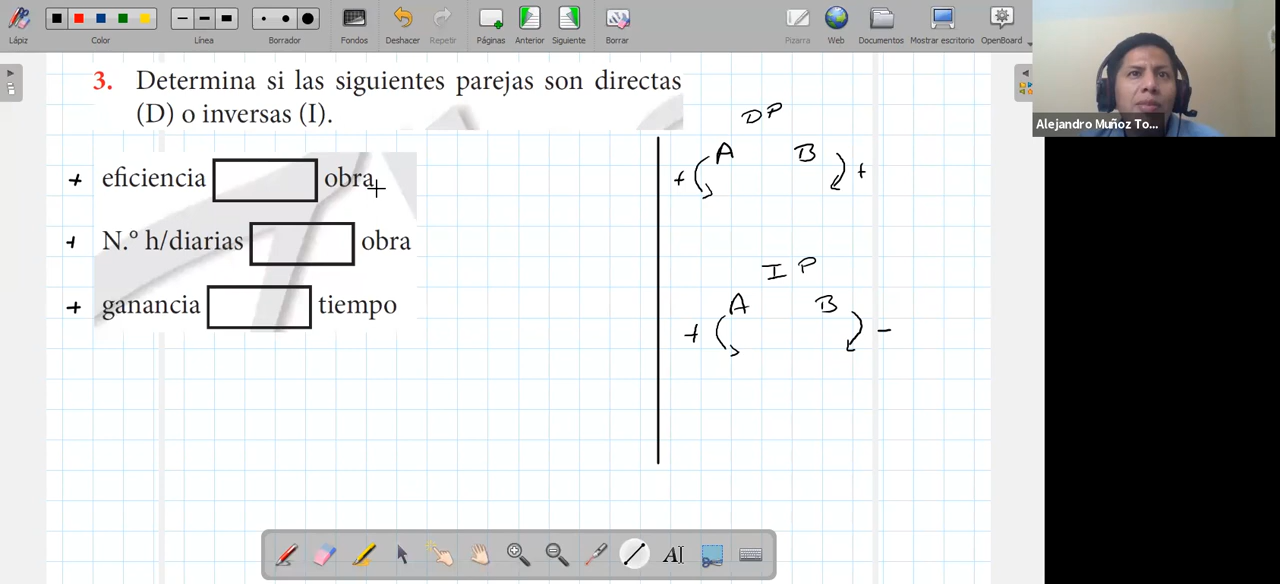 Lápiz
Color
Línea
Borrador
Fondos
Deshacer
Repetir
Páginas
Anterior
Siguiente
Borrar
Pizarra
Web
Documentos
Mostrar escritorio
OpenBoard
Alejandro Muñoz To...
3. Determina si las siguientes parejas son directas
(D) o inversas (I).
+ eficiencia obra
+ N.° h/diarias obra
+ ganancia tiempo
DP
A B
+ +
IP
A B
+ -
AI